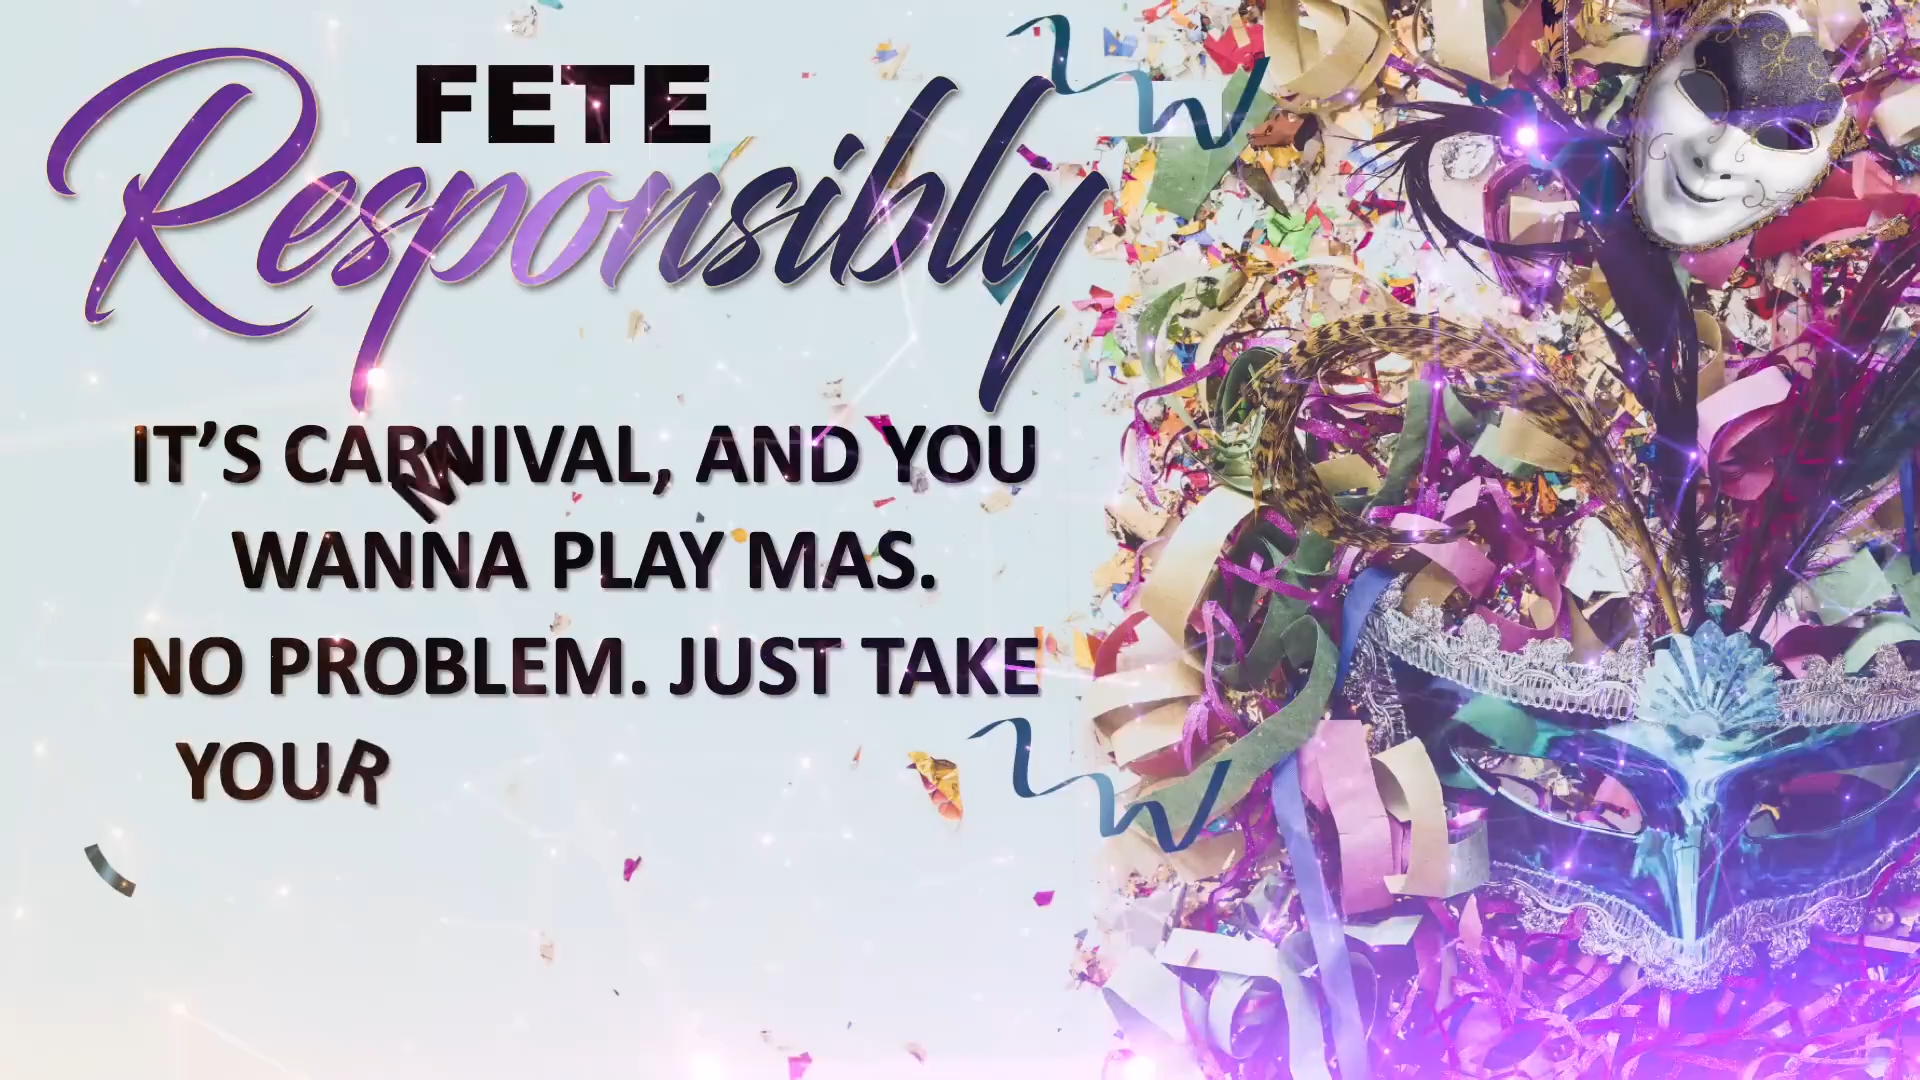 FETE
Responsibly
IT’S CARNIVAL, AND YOU
WANNA PLAY MAS.
NO PROBLEM. JUST TAKE
YOUR
M